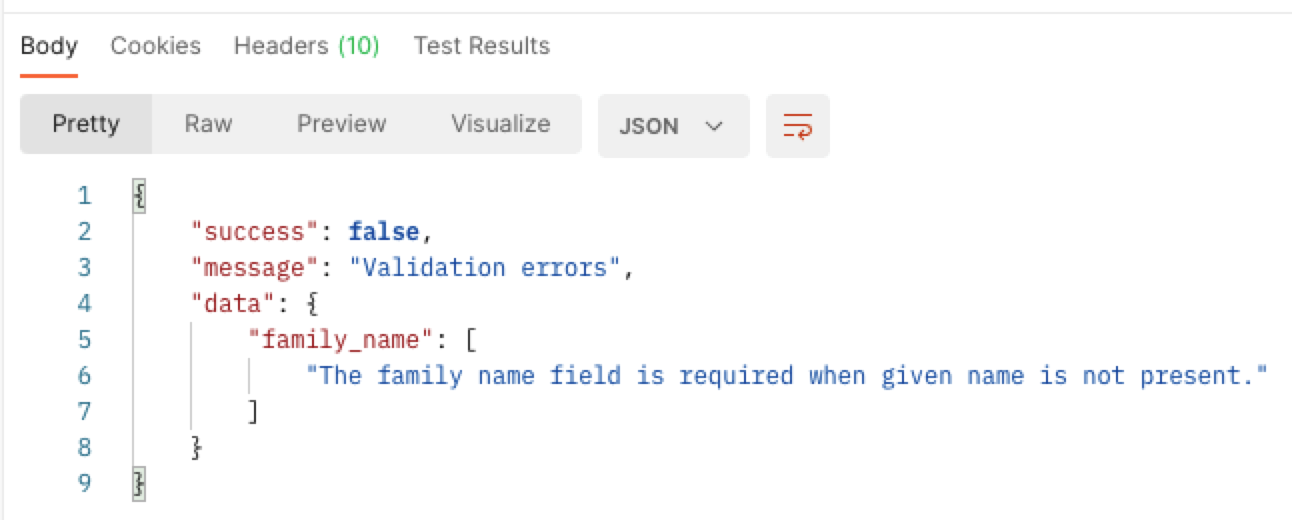 Body Cookies Headers (10) Test Results
Pretty Raw Preview Visualize JSON
1 {
2 "success": false,
3 "message": "Validation errors",
4 "data": {
5 "family_name": [
6 "The family name field is required when given name is not present."
7 ]
8 }
9 }